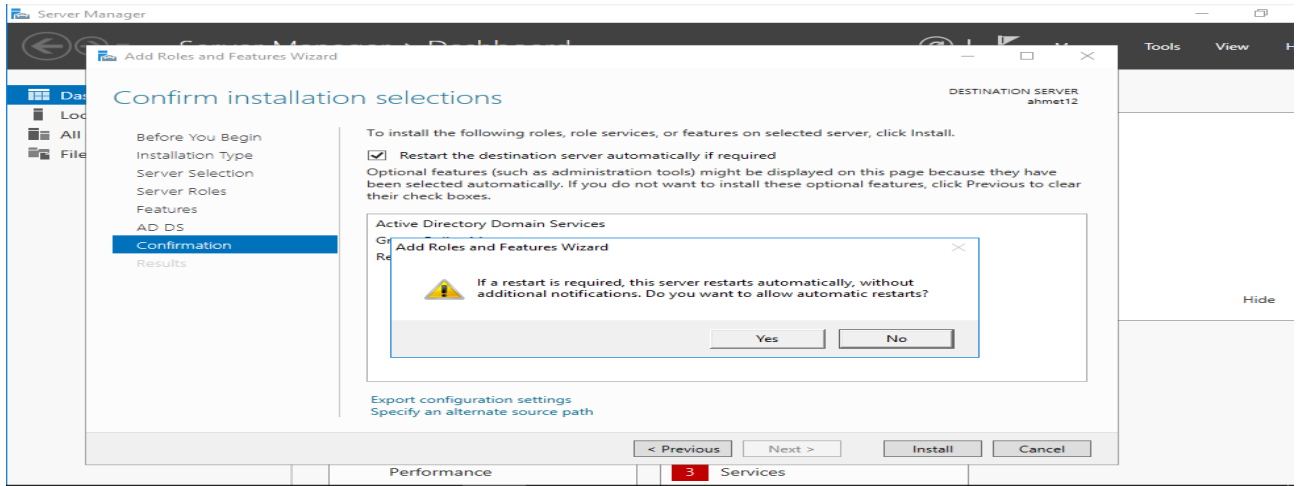 Server Manager
Add Roles and Features Wizard
Tools View
Confirm installation selections
DESTINATION SERVER
ahmet12
Before You Begin
Installation Type
Server Selection
Server Roles
Features
AD DS
Confirmation
Results
To install the following roles, role services, or features on selected server, click Install.
Restart the destination server automatically if required
Optional features (such as administration tools) might be displayed on this page because they have
been selected automatically. If you do not want to install these optional features, click Previous to clear
their check boxes.
Active Directory Domain Services
Add Roles and Features Wizard
If a restart is required, this server restarts automatically, without
additional notifications. Do you want to allow automatic restarts?
Yes No
Export configuration settings
Specify an alternate source path
< Previous Next > Install Cancel
All
File
Hide
Performance
3 Services